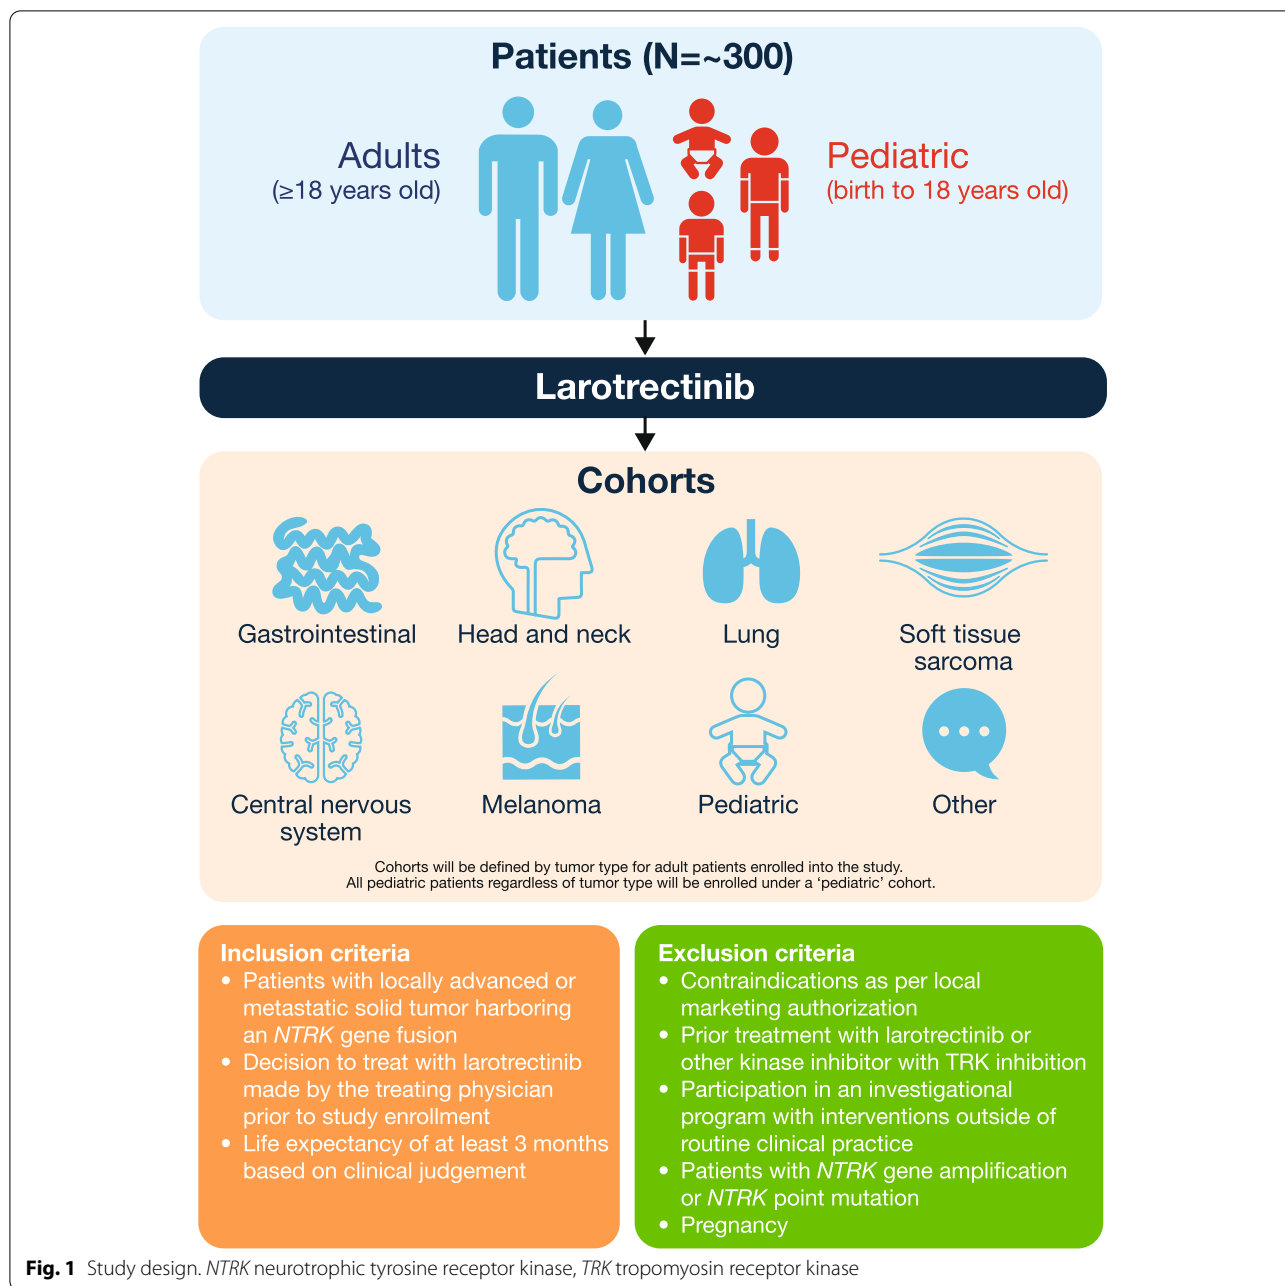 Patients (N=~300)
Adults
(≥18 years old)
Pediatric
(birth to 18 years old)
Larotrectinib
Cohorts
Gastrointestinal
Head and neck
Lung
Soft tissue
sarcoma
Central nervous
system
Melanoma
Pediatric
Other
Cohorts will be defined by tumor type for adult patients enrolled into the study.
All pediatric patients regardless of tumor type will be enrolled under a ‘pediatric’ cohort.
Inclusion criteria
• Patients with locally advanced or
metastatic solid tumor harboring
an NTRK gene fusion
• Decision to treat with larotrectinib
made by the treating physician
prior to study enrollment
• Life expectancy of at least 3 months
based on clinical judgement
Exclusion criteria
• Contraindications as per local
marketing authorization
• Prior treatment with larotrectinib or
other kinase inhibitor with TRK inhibition
• Participation in an investigational
program with interventions outside of
routine clinical practice
• Patients with NTRK gene amplification
or NTRK point mutation
• Pregnancy
Fig. 1 Study design. NTRK neurotrophic tyrosine receptor kinase, TRK tropomyosin receptor kinase